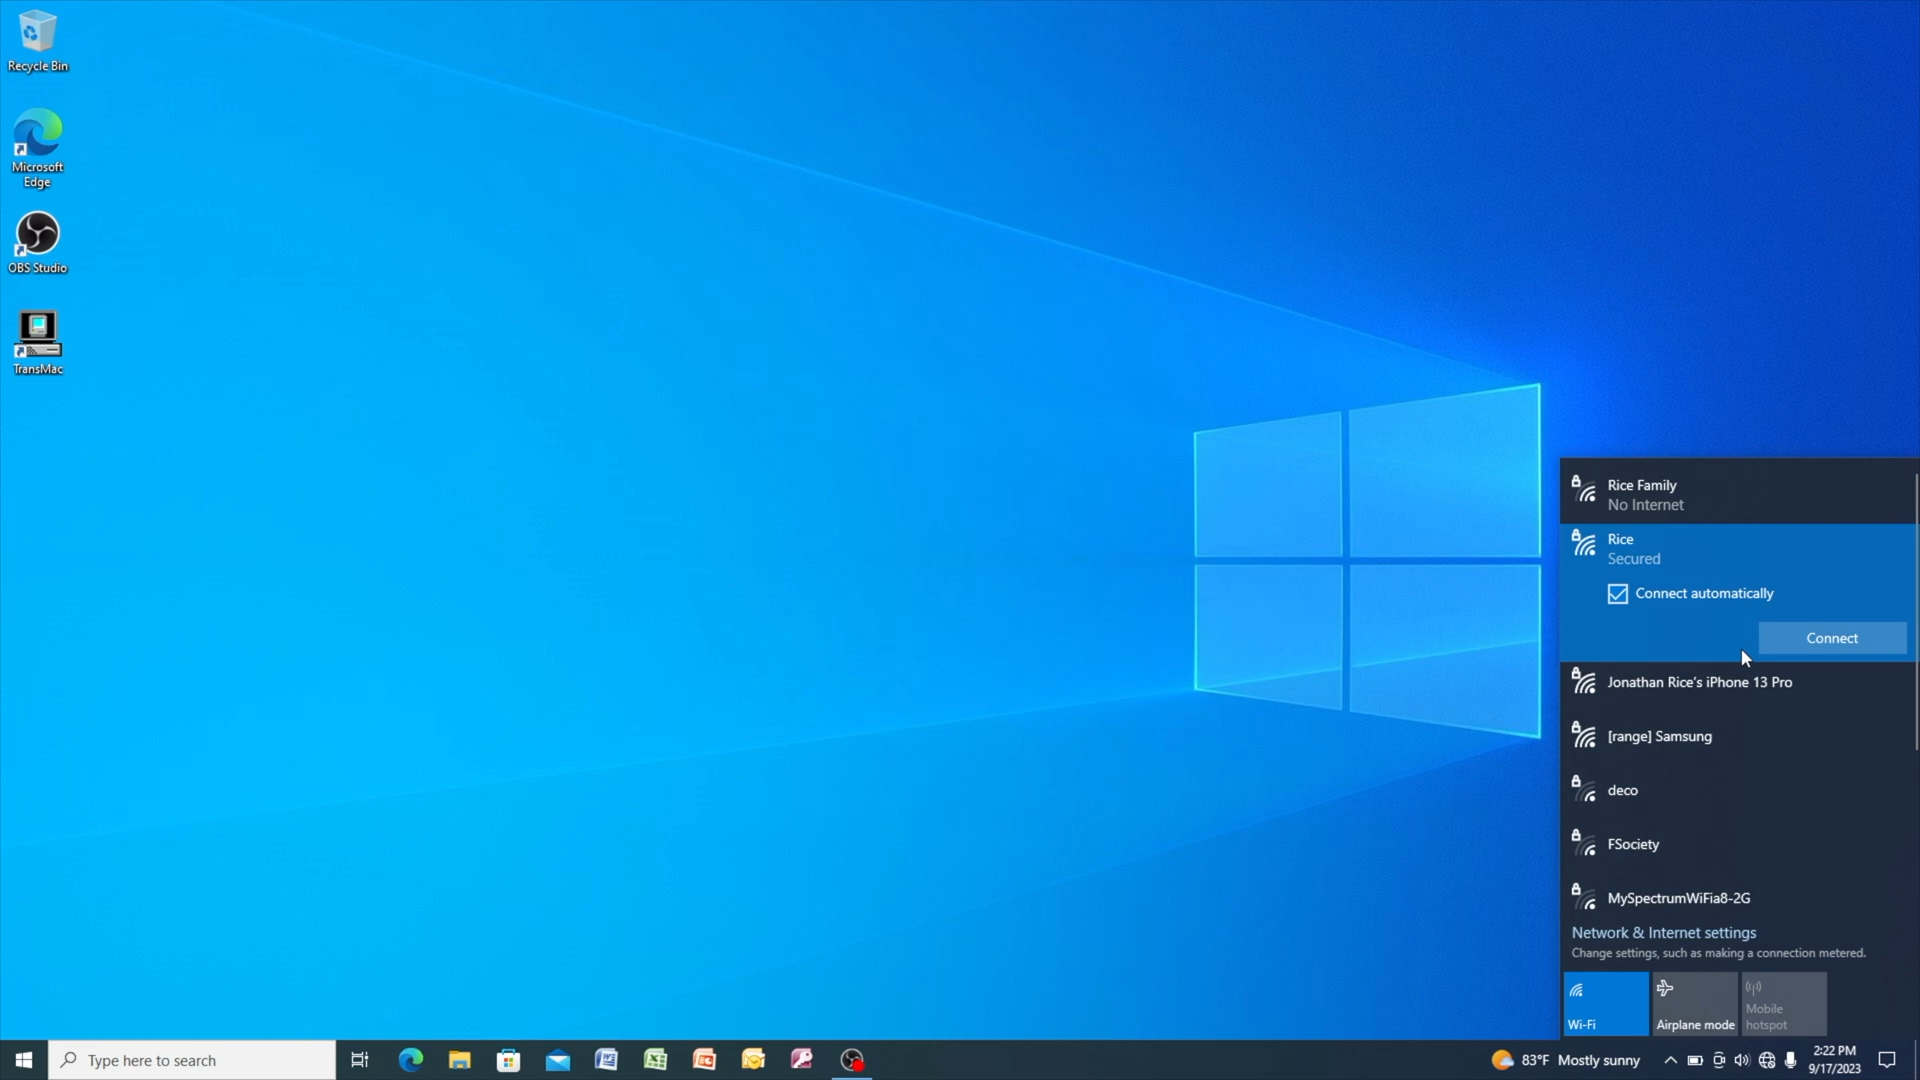 Recycle Bin
Microsoft
Edge
OBS Studio
TransMac
Rice Family
No Internet
Rice
Secured
Connect automatically
Connect
Jonathan Rice's iPhone 13 Pro
[range] Samsung
deco
FSociety
MySpectrumWiFia8-2G
Network & Internet settings
Change settings, such as making a connection metered.
Wi-Fi
Airplane mode
Mobile
hotspot
Type here to search
83°F Mostly sunny
2:22 PM
9/17/2023